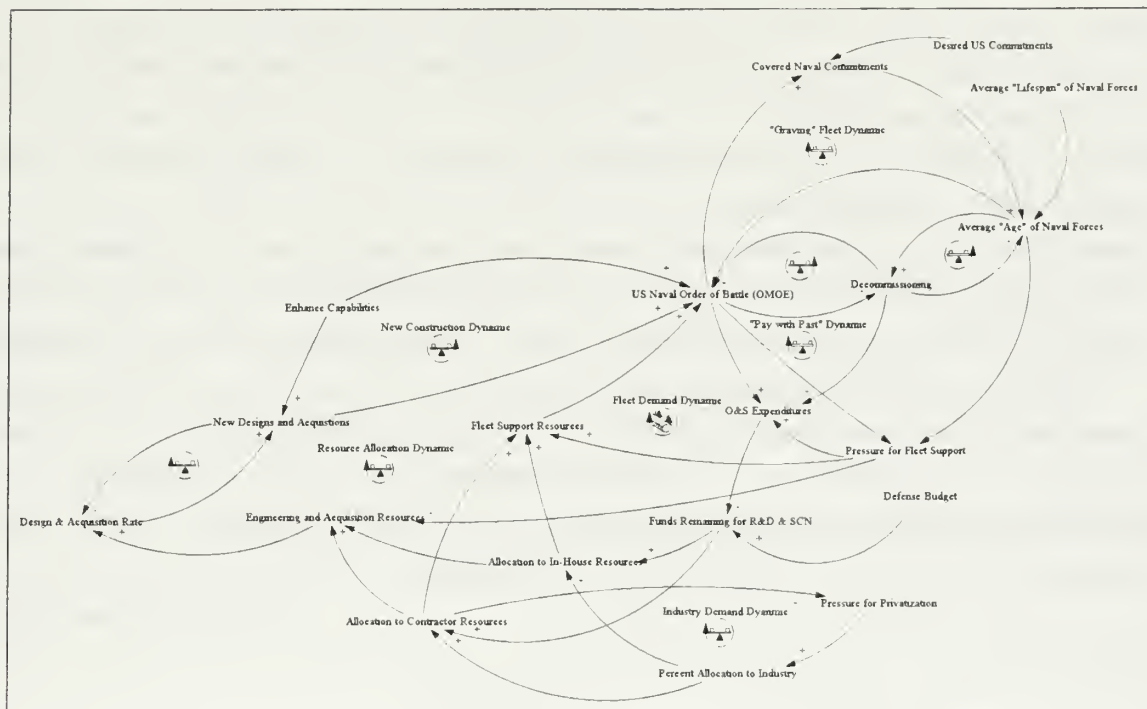 Desired US Commitments
Covered Naval Commitments
Average "Lifespan" of Naval Forces
"Graying" Fleet Dynamic
Average "Age" of Naval Forces
Decommissioning
US Naval Order of Battle (OMOE)
Enhance Capabilities
New Construction Dynamic
"Pay with Past" Dynamic
Fleet Demand Dynamic
O&S Expenditures
New Designs and Acquistions
Fleet Support Resources
Resource Allocation Dynamic
Pressure for Fleet Support
Defense Budget
Design & Acquisition Rate
Engineering and Acquisition Resources
Funds Remaining for R&D & SCN
Allocation to In-House Resources
Pressure for Privatization
Industry Demand Dyanmic
Allocation to Contractor Resources
Percent Allocation to Industry